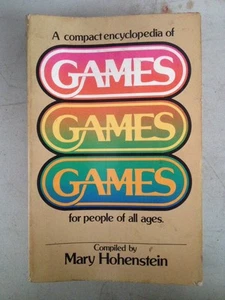 A compact encyclopedia of
GAMES
GAMES
GAMES
for people of all ages.
Compiled by
Mary Hohenstein